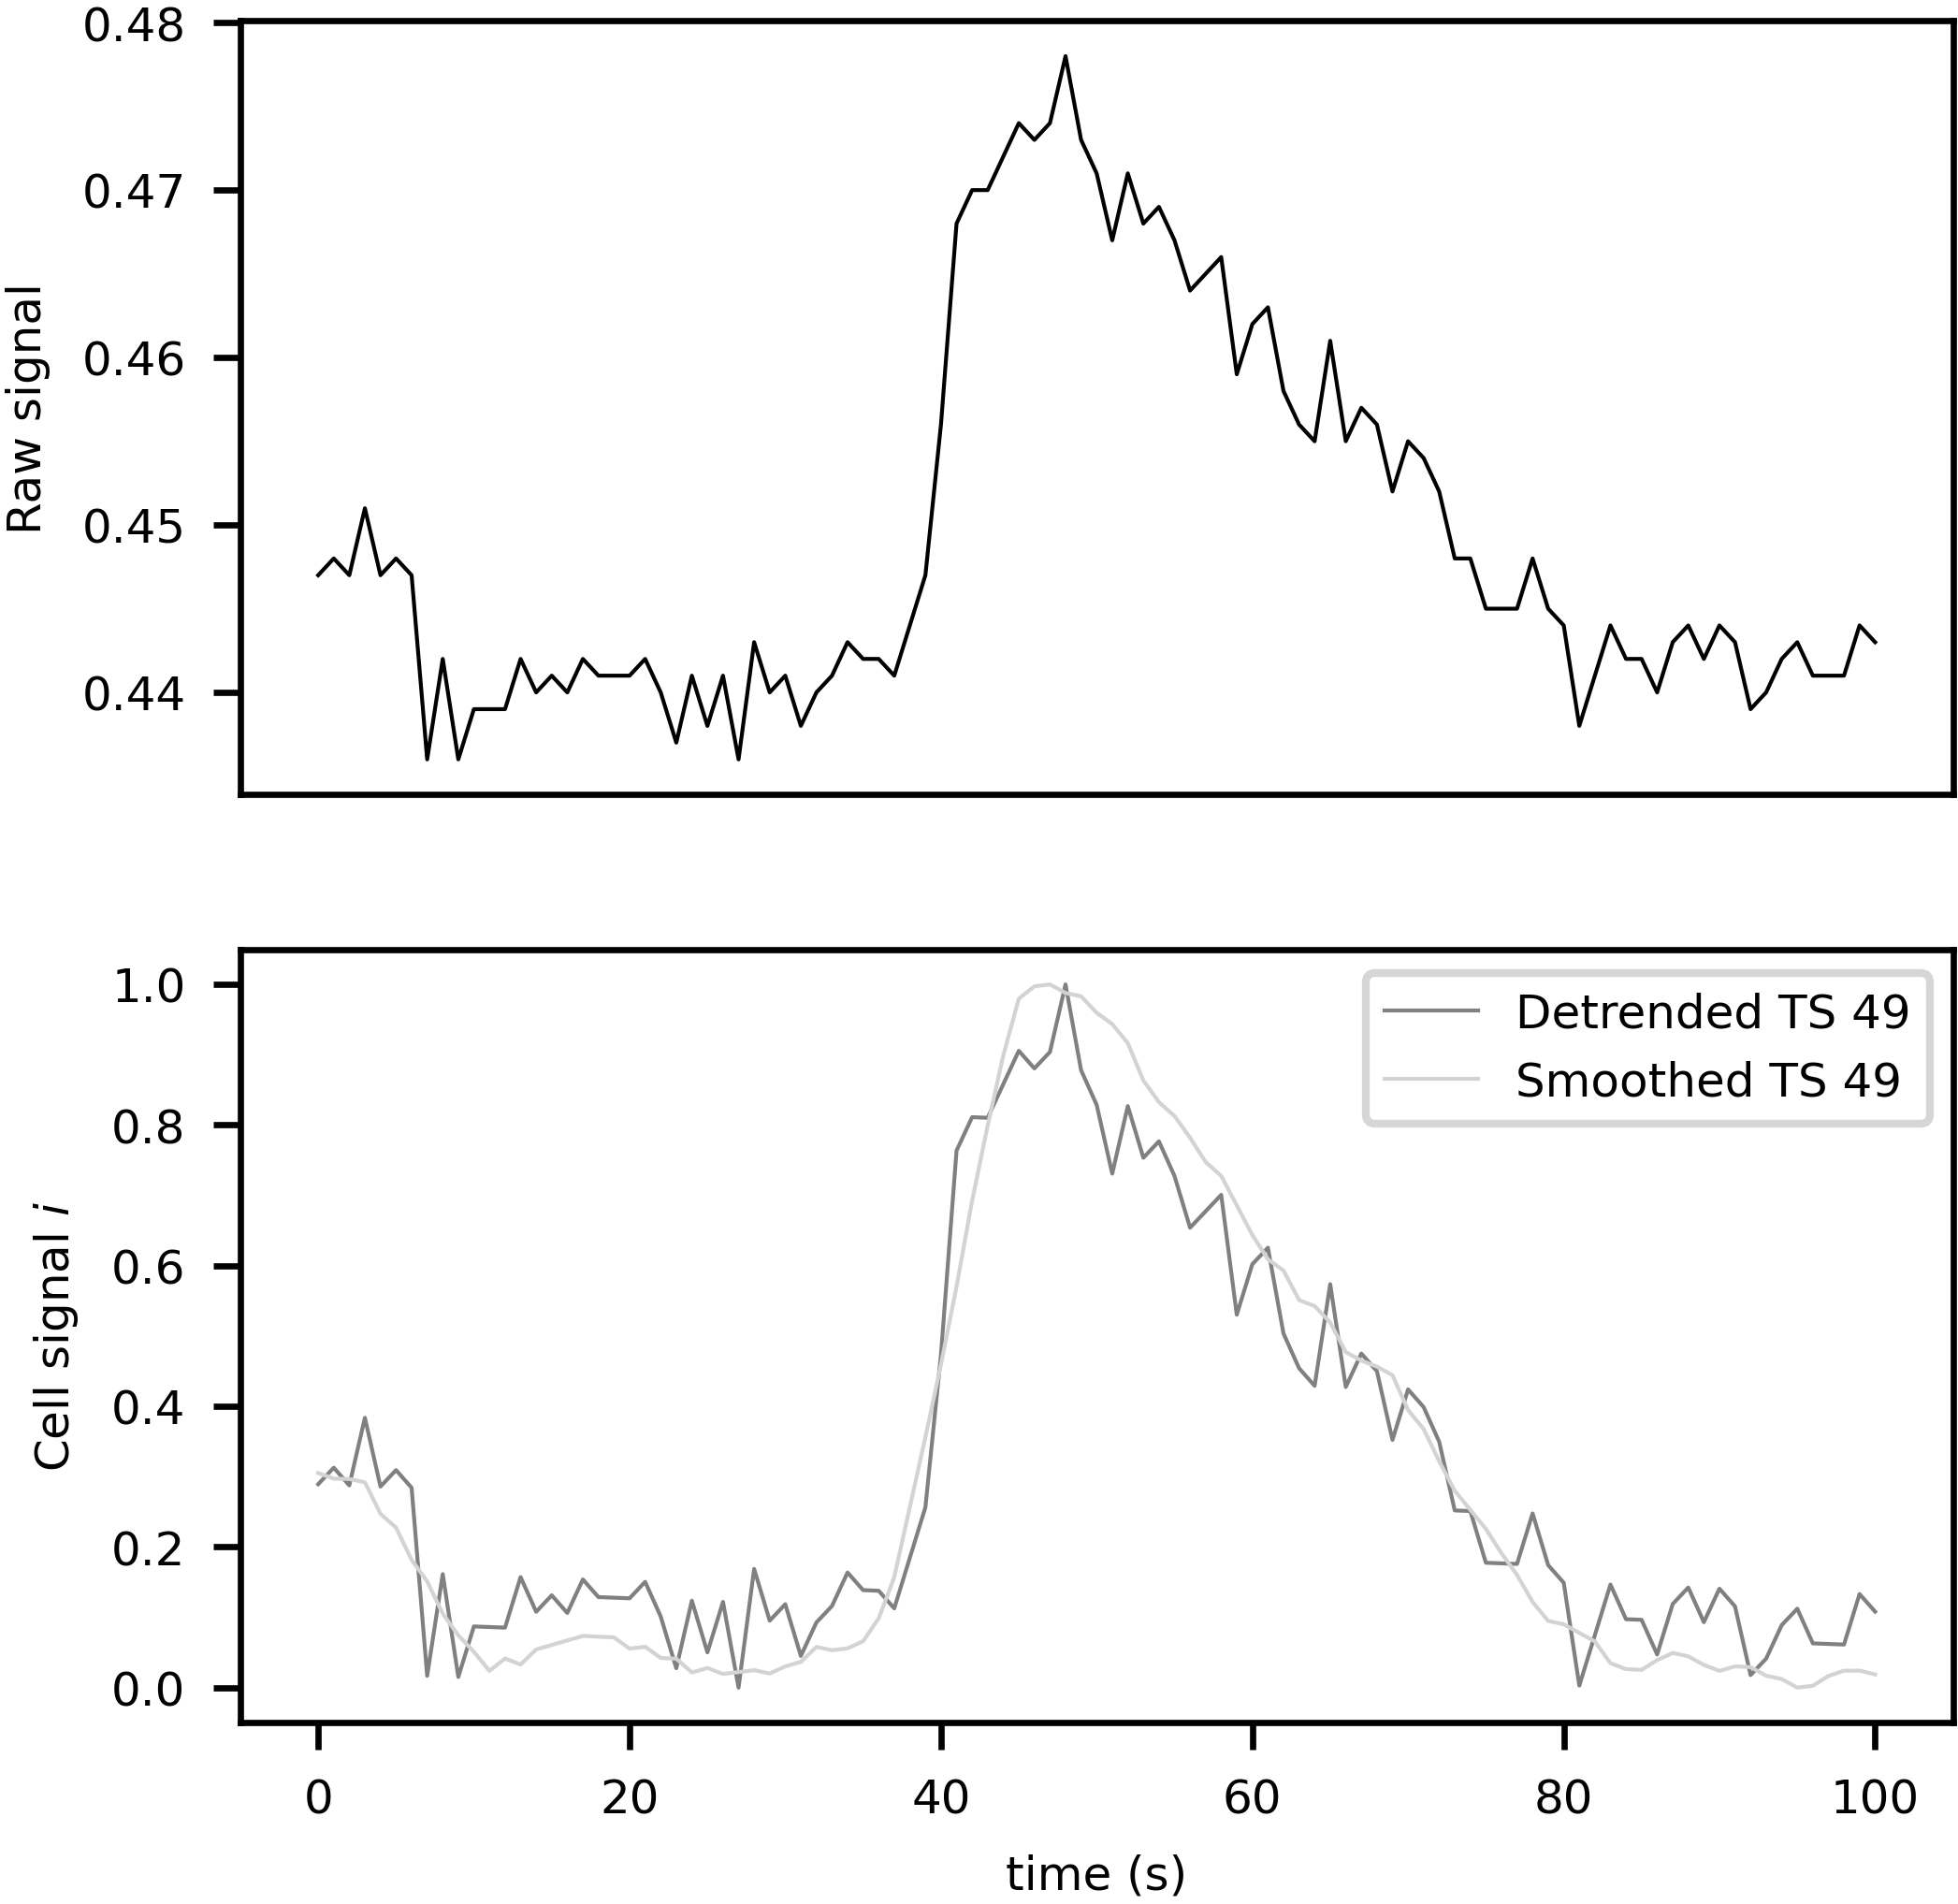 0.48
0.47
0.46
0.45
0.44
Raw signal
1.0
0.8
0.6
0.4
0.2
0.0
Cell signal i
Detrended TS 49
Smoothed TS 49
0 20 40 60 80 100
time (s)